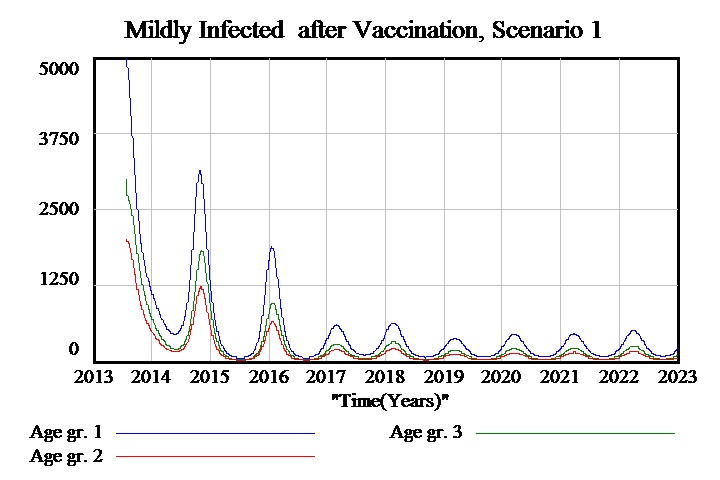 Mildly Infected after Vaccination, Scenario 1
5000
3750
2500
1250
0
2013 2014 2015 2016 2017 2018 2019 2020 2021 2022 2023
"Time(Years)"
Age gr. 1 Age gr. 3
Age gr. 2